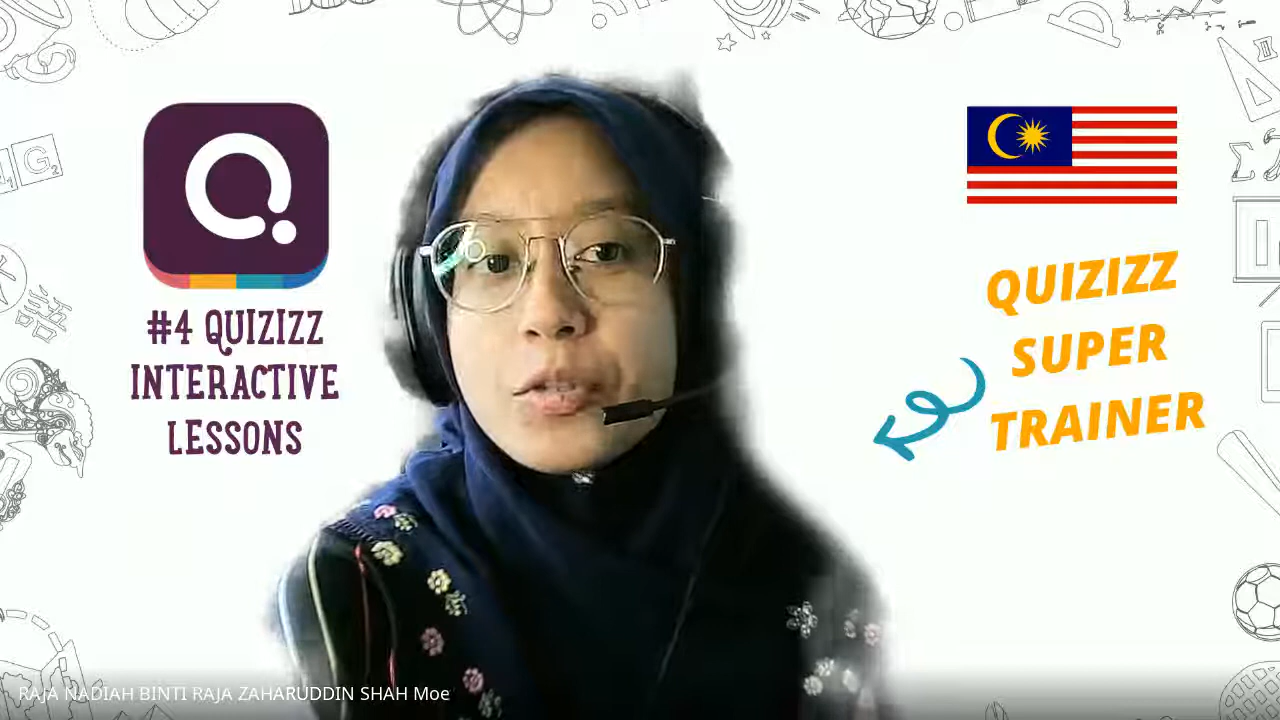 #4 QUIZIZZ
INTERACTIVE
LESSONS
QUIZIZZ
SUPER
TRAINER
RAJA NADIAH BINTI RAJA ZAHARUDDIN SHAH Moe